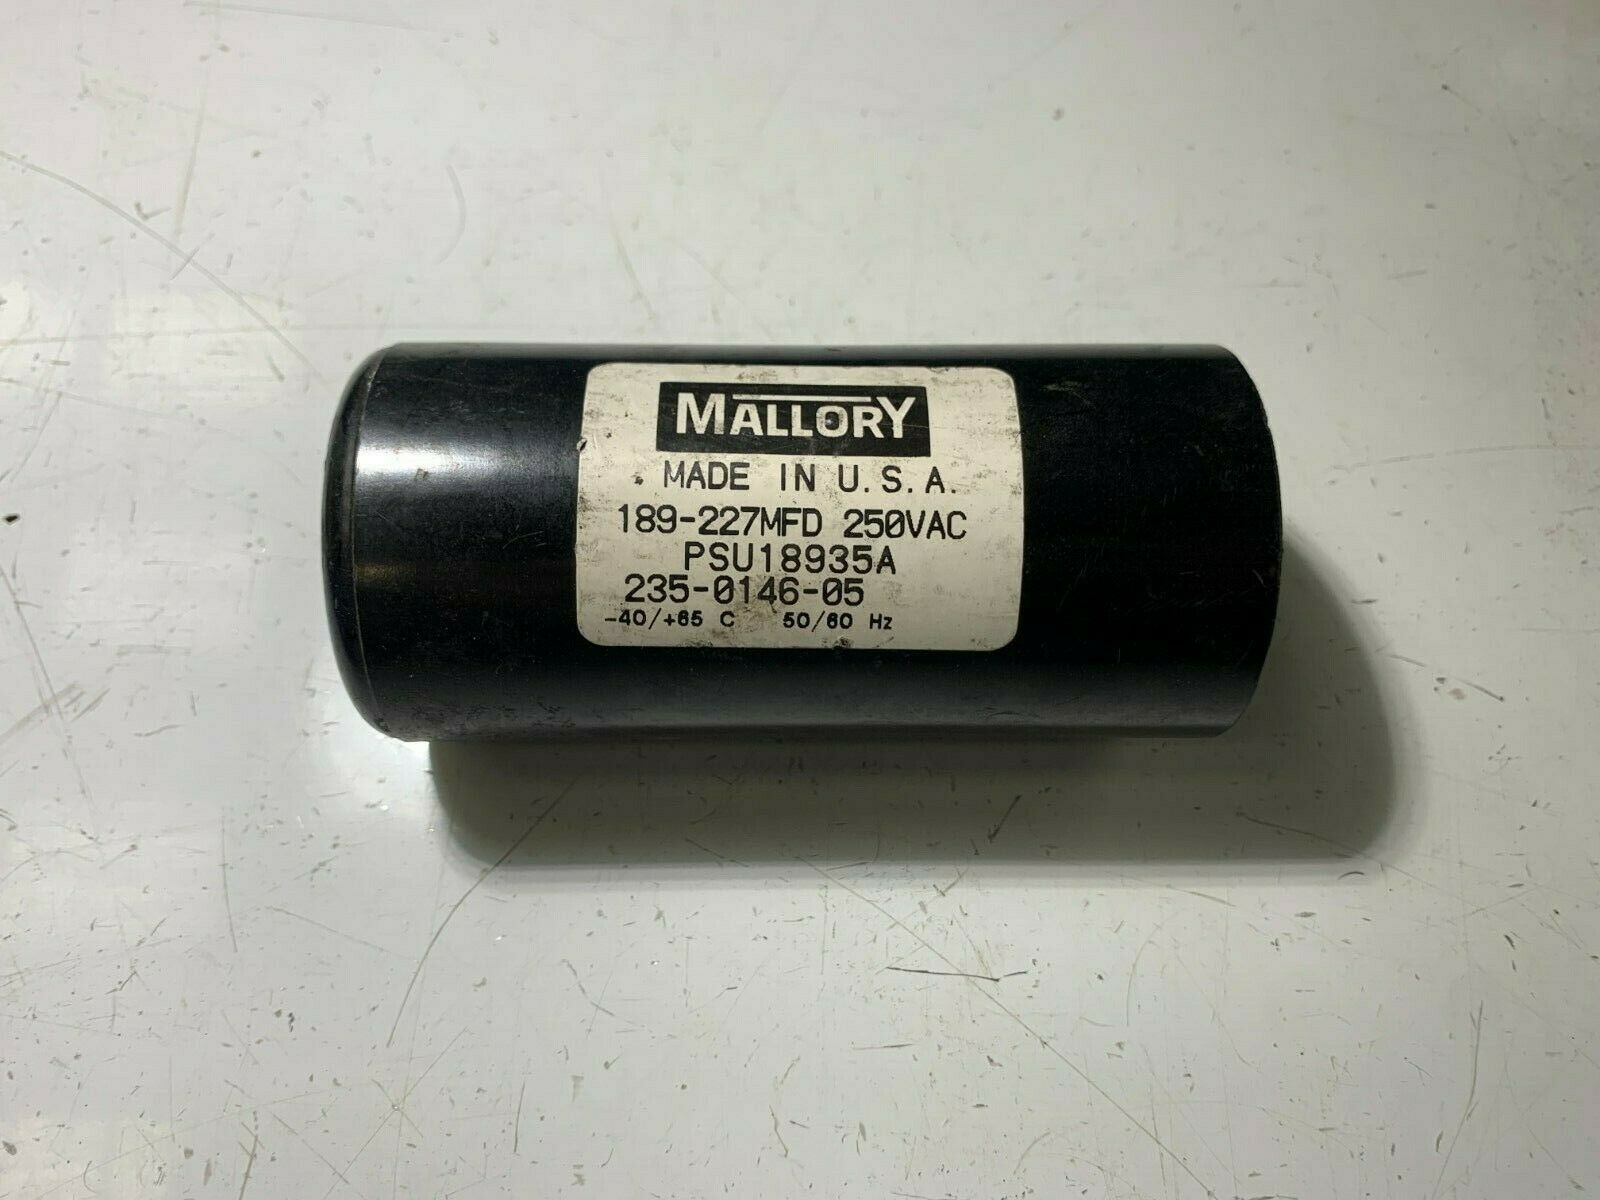 MALLORY
MADE IN U.S.A.
189-227MFD 250VAC
PSU18935A
235-0146-05
-40/+65 C 50/60 Hz